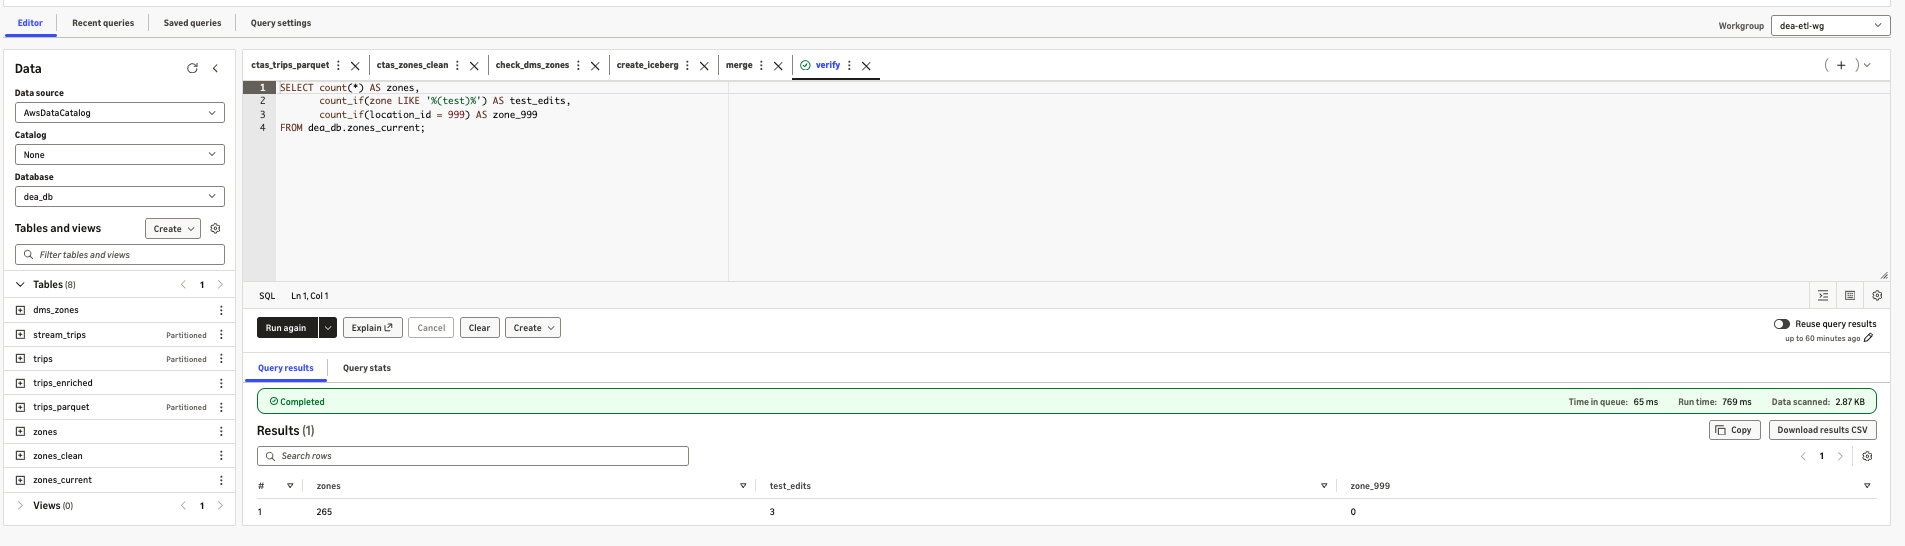 Editor
Recent queries
Saved queries
Query settings
Workgroup
dea-etl-wg
Data
Data source
AwsDataCatalog
Catalog
None
Database
dea_db
Tables and views
Create
Filter tables and views
Tables (8)
1
dms_zones
stream_trips Partitioned
trips Partitioned
trips_enriched
trips_parquet Partitioned
zones
zones_clean
zones_current
Views (0)
1
ctas_trips_parquet
ctas_zones_clean
check_dms_zones
create_iceberg
merge
verify
1 SELECT count(*) AS zones,
2 count_if(zone LIKE '%(test)%') AS test_edits,
3 count_if(location_id = 999) AS zone_999
4 FROM dea_db.zones_current;
SQL Ln 1, Col 1
Run again
Explain
Cancel
Clear
Create
Reuse query results
up to 60 minutes ago
Query results
Query stats
Completed
Time in queue: 65 ms Run time: 769 ms Data scanned: 2.87 KB
Results (1)
Copy
Download results CSV
Search rows
1
# zones test_edits zone_999
1 265 3 0